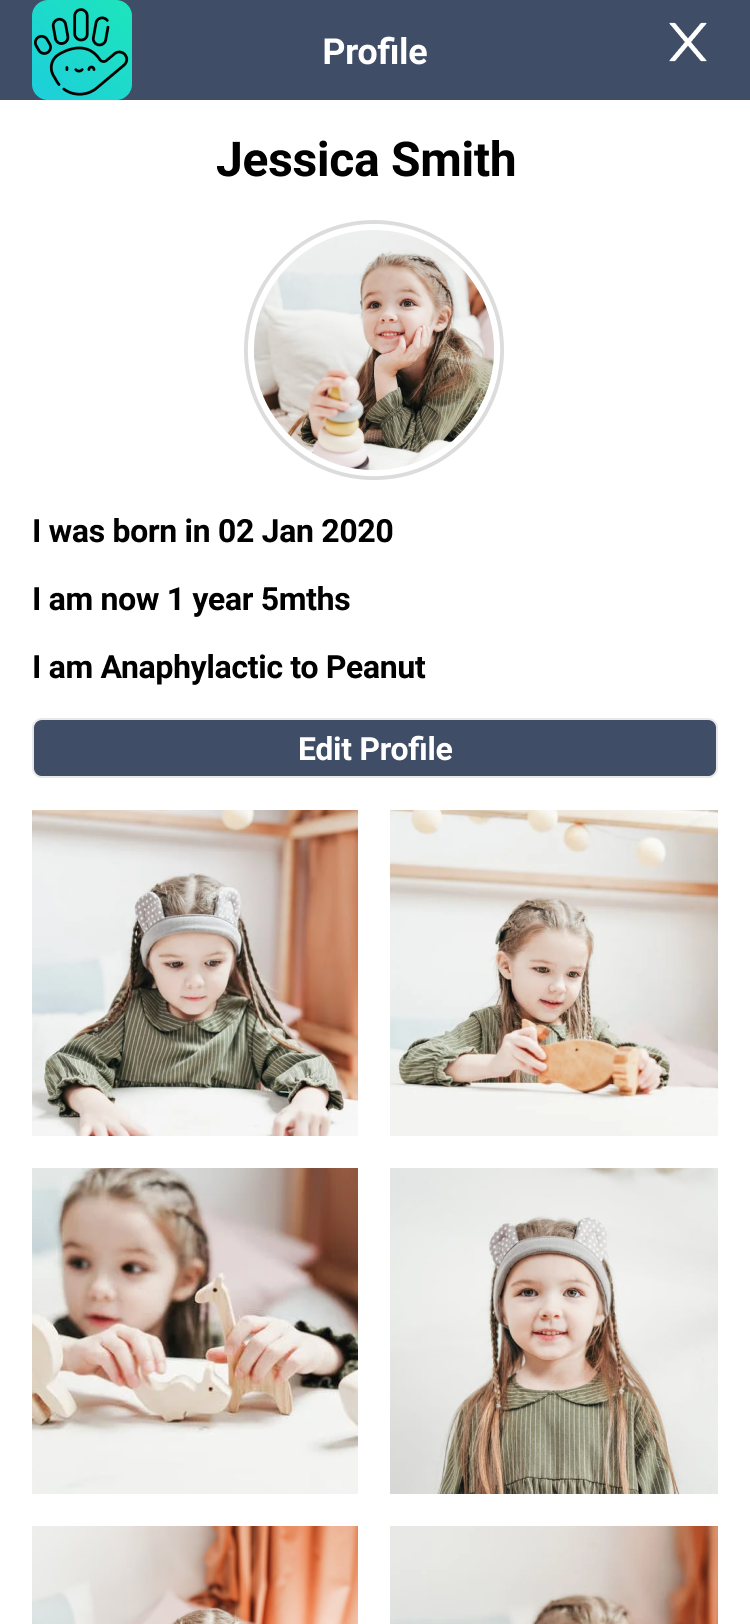 Profile
X
Jessica Smith
I was born in 02 Jan 2020
I am now 1 year 5mths
I am Anaphylactic to Peanut
Edit Profile